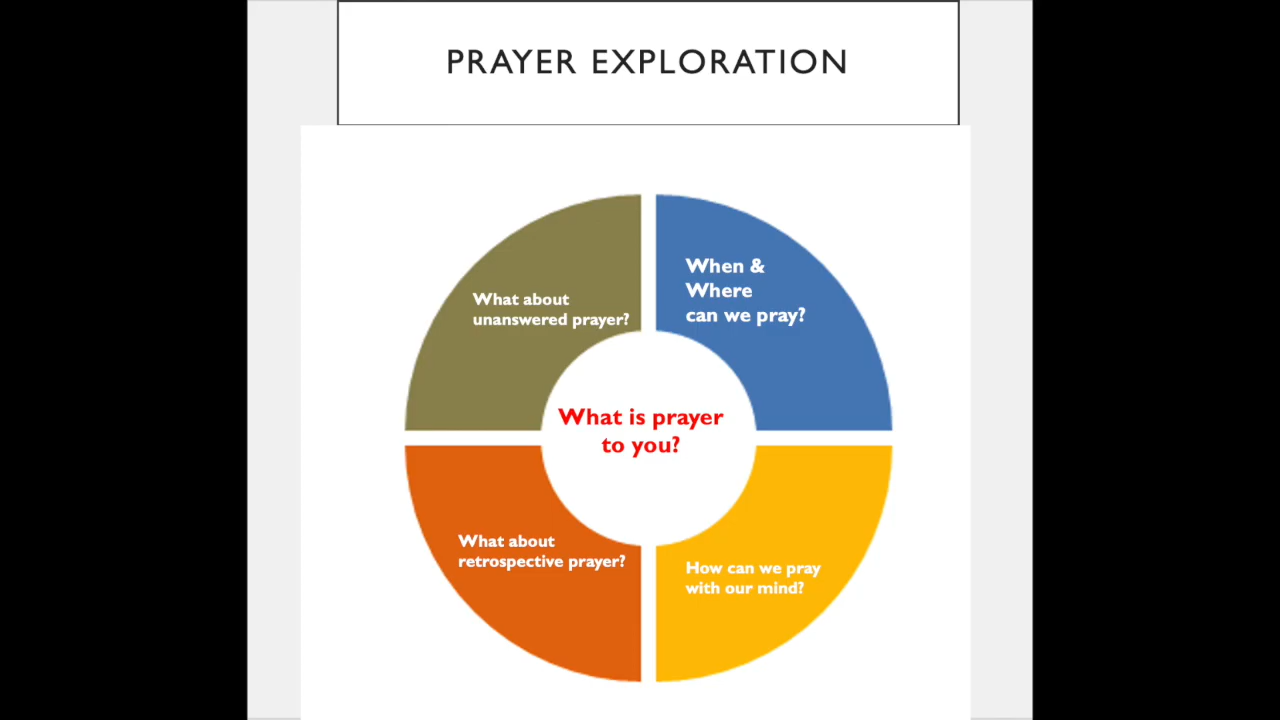 PRAYER EXPLORATION
What about
unanswered prayer?
When &
Where
can we pray?
What is prayer
to you?
What about
retrospective prayer?
How can we pray
with our mind?